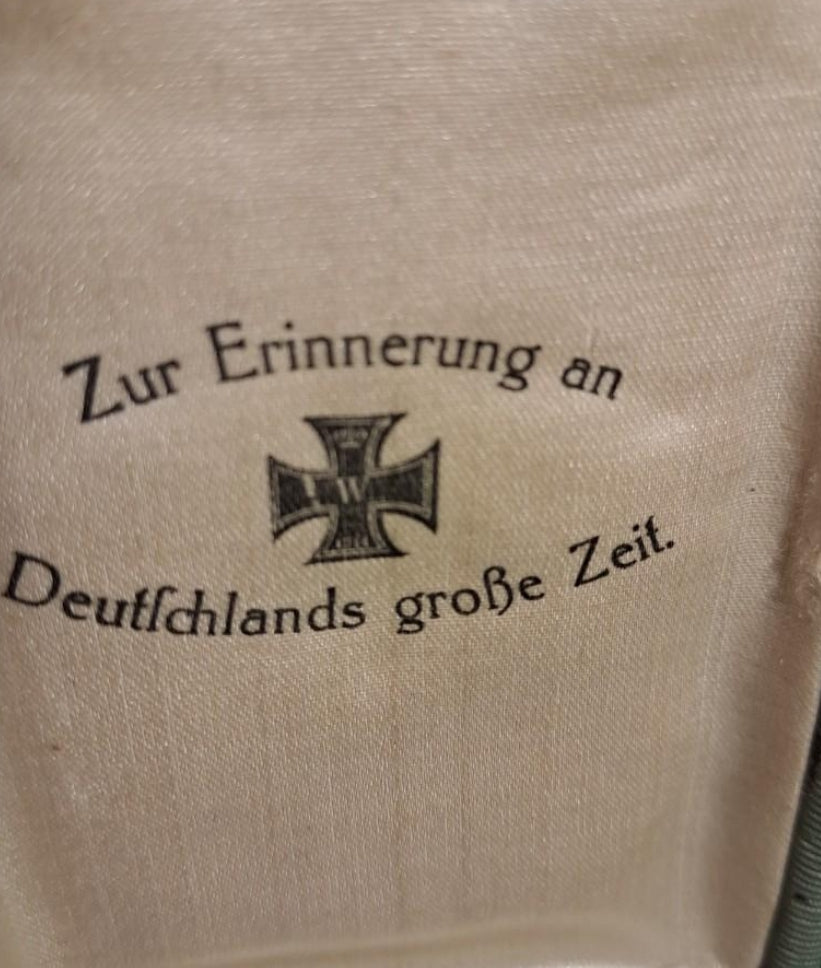 Zur Erinnerung an
W
Deutſchlands große Zeit.